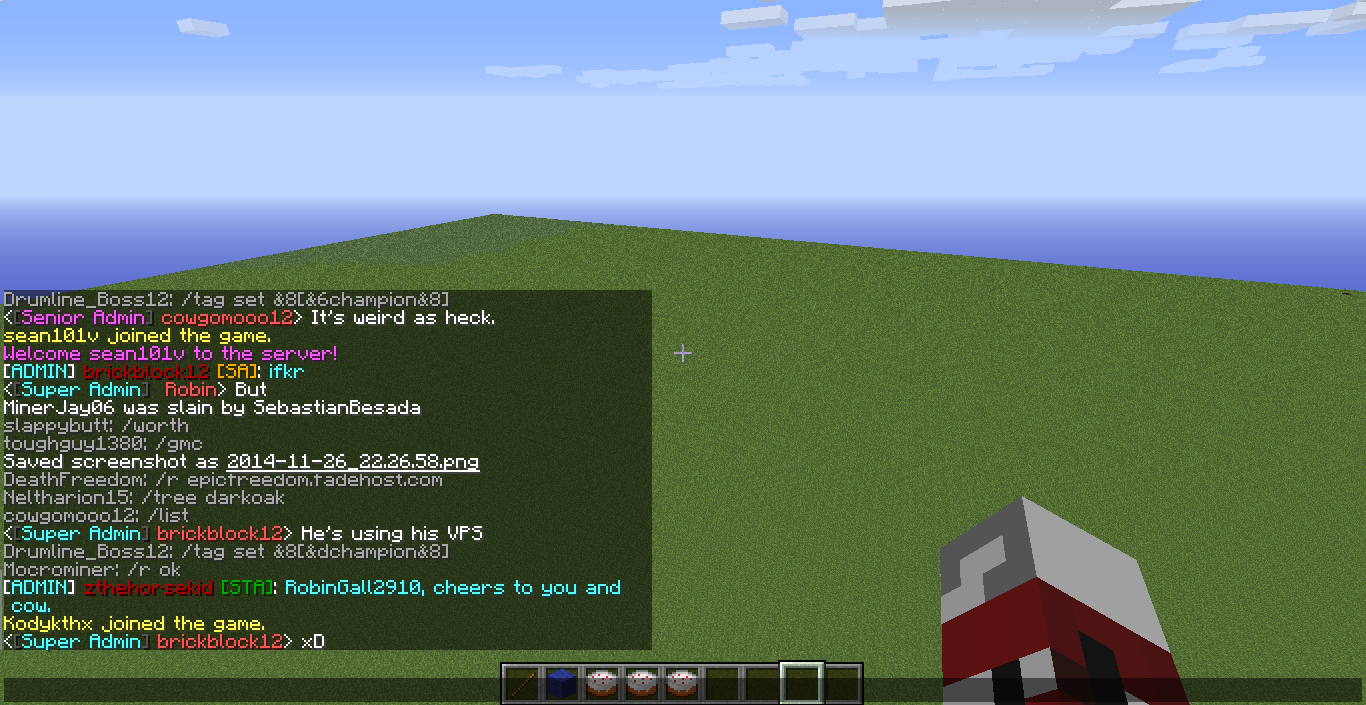 Drumline_Boss12: /tag set &8[&6champion&8]
<[Senior Admin] cowgomooo12> It's weird as heck.
sean101v joined the game.
Welcome sean101v to the server!
[ADMIN] brickblock12 [SA]: ifkr
<[Super Admin] Robin> But
MinerJay06 was slain by SebastianBesada
slappybutt: /worth
toughguy1380: /gmc
Saved screenshot as 2014-11-26_22.26.58.png
DeathFreedom: /r epicfreedom.fadehost.com
Neltharion15: /tree darkoak
cowgomooo12: /list
<[Super Admin] brickblock12> He's using his VPS
Drumline_Boss12: /tag set &8[&dchampion&8]
Mocrominer: /r ok
[ADMIN] zthehorsekid [STA]: RobinGall2910, cheers to you and
cow.
Kodykthx joined the game.
<[Super Admin] brickblock12> xD